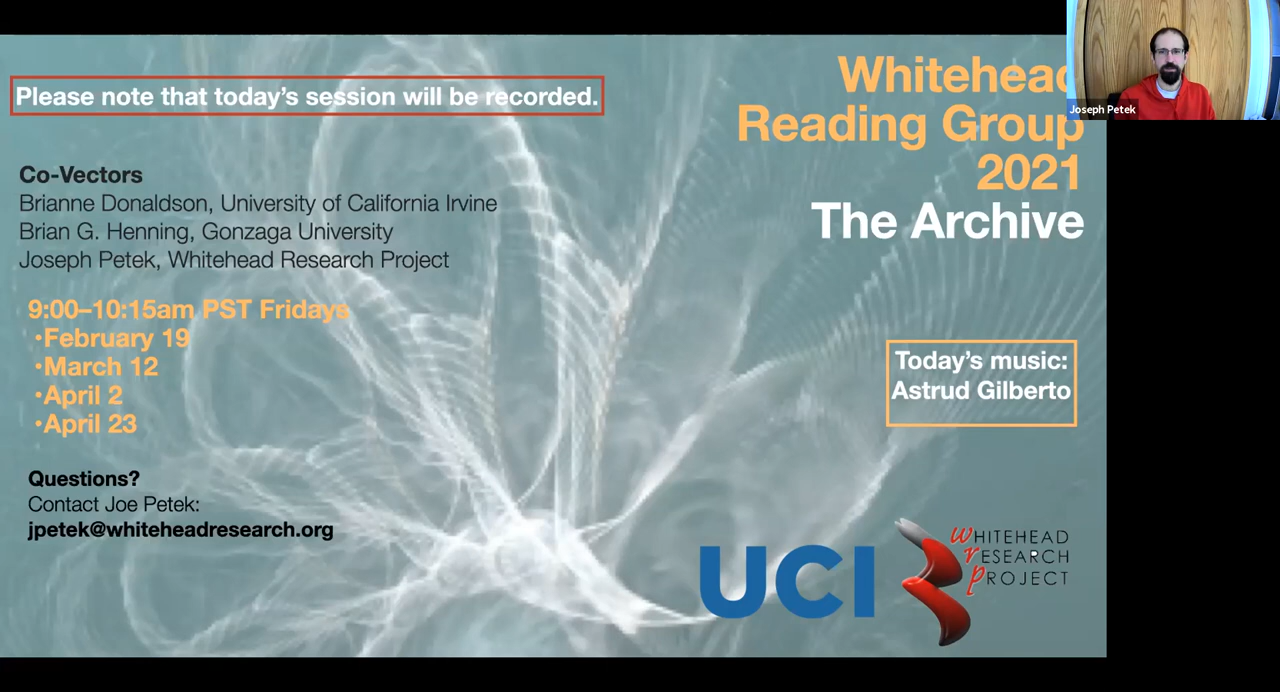 Please note that today's session will be recorded.
Whitehead
Reading Group
2021
The Archive
Joseph Petek
Co-Vectors
Brianne Donaldson, University of California Irvine
Brian G. Henning, Gonzaga University
Joseph Petek, Whitehead Research Project
9:00–10:15am PST Fridays
•February 19
•March 12
•April 2
•April 23
Today's music:
Astrud Gilberto
Questions?
Contact Joe Petek:
jpetek@whiteheadresearch.org
UCI
WHITEHEAD
RESEARCH
PROJECT